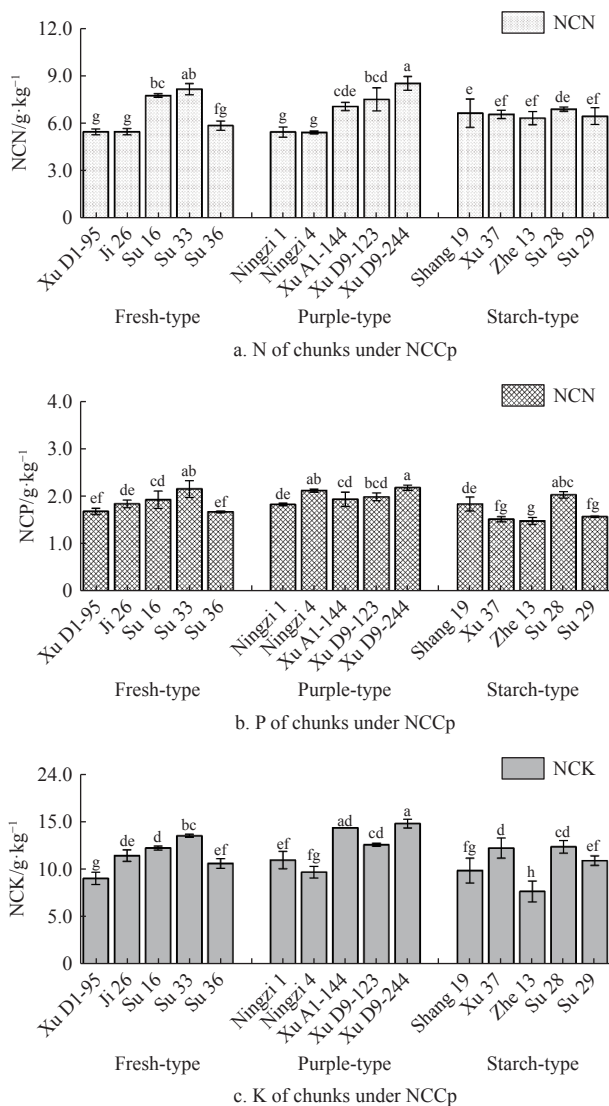 12.0
9.0
6.0
3.0
0
NCN/g·kg⁻¹
NCN
g g bc ab fg g g cde bcd a e ef ef de ef
Xu D1-95 Ji 26 Su 16 Su 33 Su 36 Ningzi 1 Ningzi 4 Xu A1-144 Xu D9-123 Xu D9-244 Shang 19 Xu 37 Zhe 13 Su 28 Su 29
Fresh-type Purple-type Starch-type
a. N of chunks under NCCp
4.0
3.0
2.0
1.0
0
NCP/g·kg⁻¹
NCN
ef de cd ab ef de ab cd bcd a de fg g abc fg
Xu D1-95 Ji 26 Su 16 Su 33 Su 36 Ningzi 1 Ningzi 4 Xu A1-144 Xu D9-123 Xu D9-244 Shang 19 Xu 37 Zhe 13 Su 28 Su 29
Fresh-type Purple-type Starch-type
b. P of chunks under NCCp
24.0
15.0
10.0
5.0
0
NCK/g·kg⁻¹
NCK
g de d bc ef ef fg ad cd a fg d h cd ef
Xu D1-95 Ji 26 Su 16 Su 33 Su 36 Ningzi 1 Ningzi 4 Xu A1-144 Xu D9-123 Xu D9-244 Shang 19 Xu 37 Zhe 13 Su 28 Su 29
Fresh-type Purple-type Starch-type
c. K of chunks under NCCp